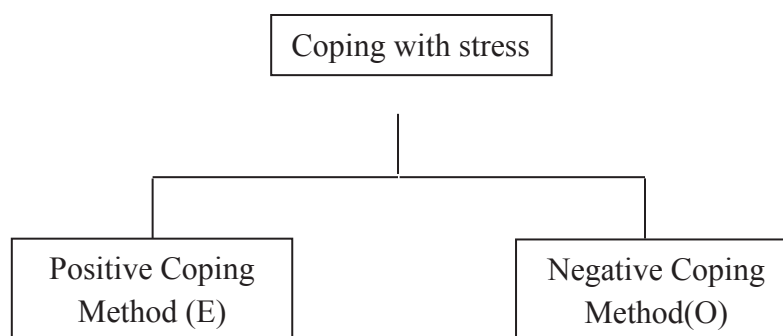 Coping with stress
Positive Coping
Method (E)
Negative Coping
Method(O)